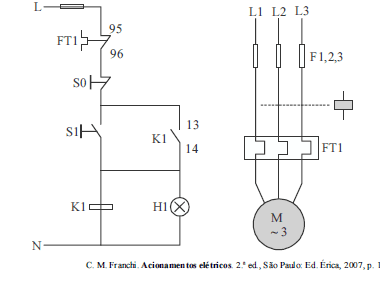 L
95
FT1
96
S0
S1
K1
13
14
K1
H1
N
L1 L2 L3
F1,2,3
FT1
M
~ 3
C. M. Franchi. Acionamentos elétricos. 2.ª ed., São Paulo: Ed. Érica, 2007, p. 1